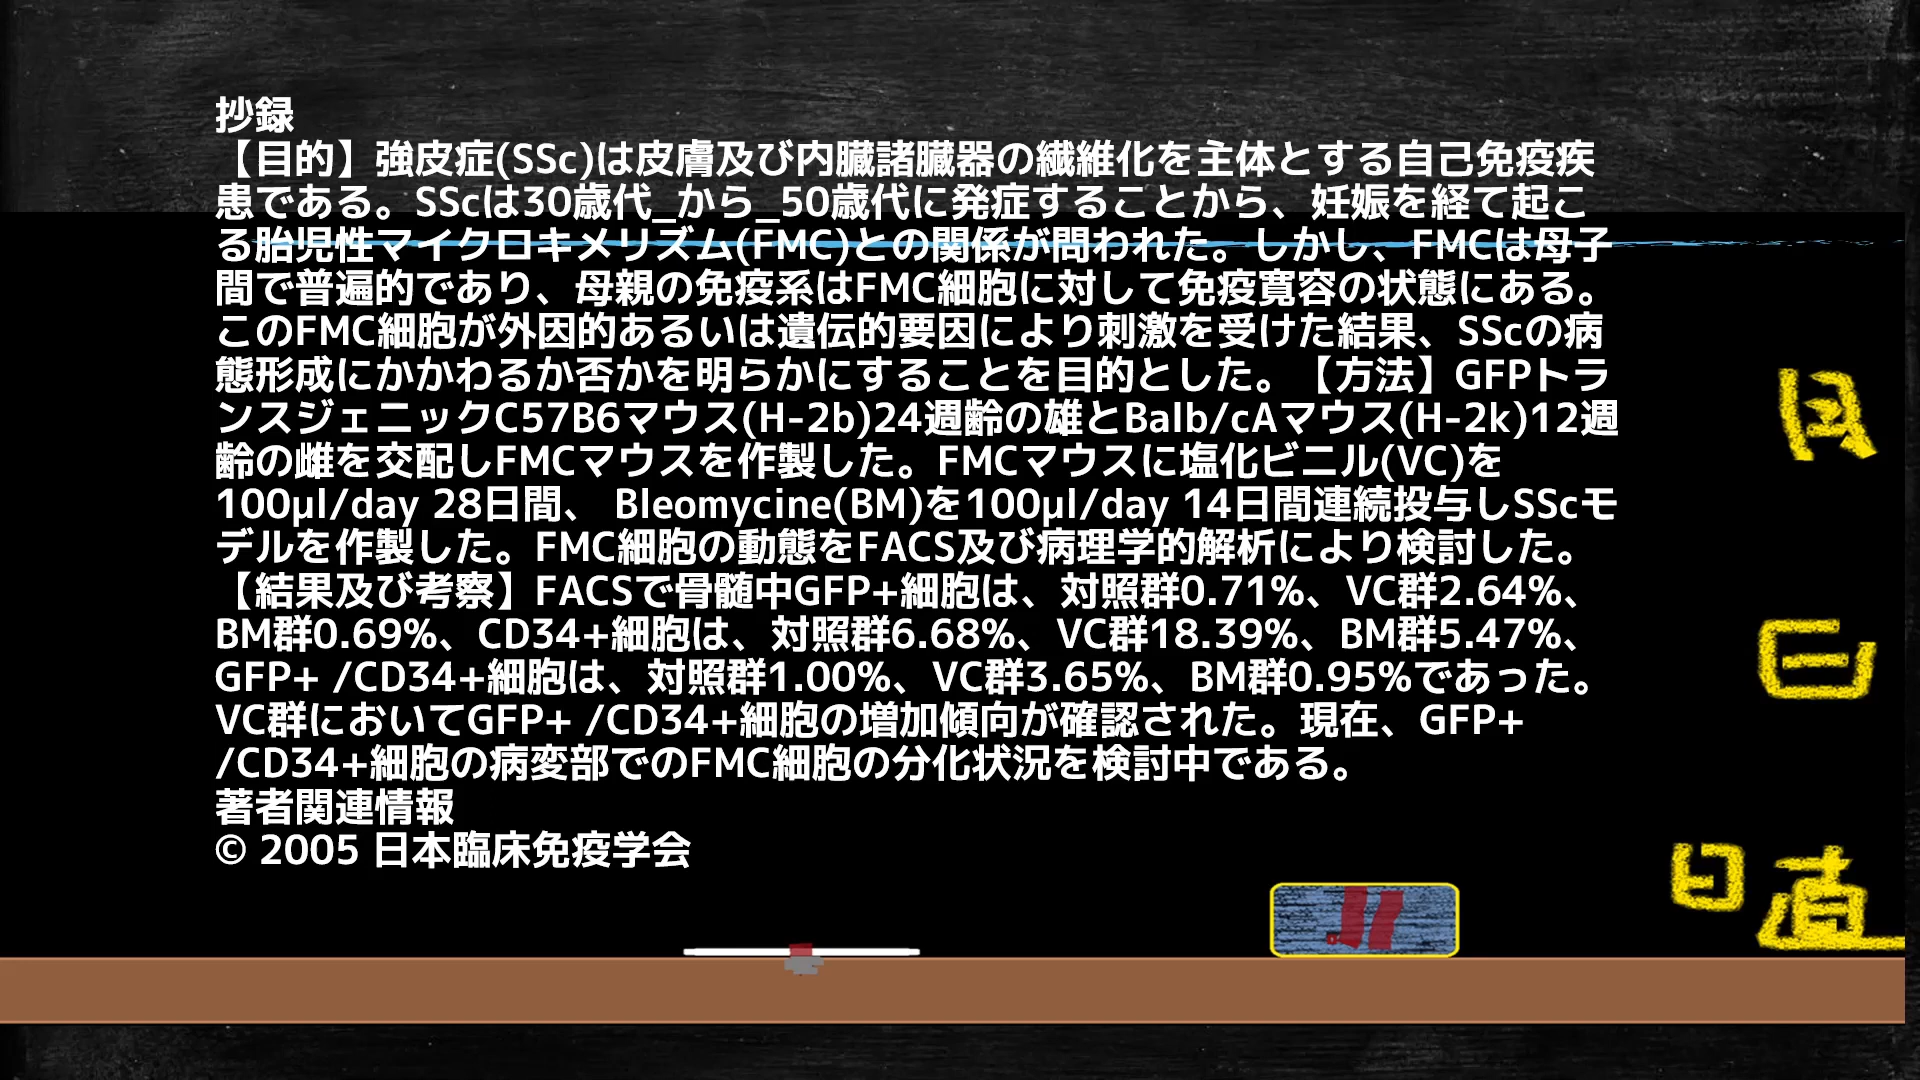 抄録
【目的】強皮症(SSc)は皮膚及び内臓諸臓器の繊維化を主体とする自己免疫疾
患である。SScは30歳代_から_50歳代に発症することから、妊娠を経て起こ
る胎児性マイクロキメリズム(FMC)との関係が問われた。しかし、FMCは母子
間で普遍的であり、母親の免疫系はFMC細胞に対して免疫寛容の状態にある。
このFMC細胞が外因的あるいは遺伝的要因により刺激を受けた結果、SScの病
態形成にかかわるか否かを明らかにすることを目的とした。【方法】GFPトラ
ンスジェニックC57B6マウス(H-2b)24週齢の雄とBalb/cAマウス(H-2k)12週
齢の雌を交配しFMCマウスを作製した。FMCマウスに塩化ビニル(VC)を
100μl/day 28日間、 Bleomycine(BM)を100μl/day 14日間連続投与しSScモ
デルを作製した。FMC細胞の動態をFACS及び病理学的解析により検討した。
【結果及び考察】FACSで骨髄中GFP+細胞は、対照群0.71%、VC群2.64%、
BM群0.69%、CD34+細胞は、対照群6.68%、VC群18.39%、BM群5.47%、
GFP+ /CD34+細胞は、対照群1.00%、VC群3.65%、BM群0.95%であった。
VC群においてGFP+ /CD34+細胞の増加傾向が確認された。現在、GFP+
/CD34+細胞の病変部でのFMC細胞の分化状況を検討中である。
著者関連情報
© 2005 日本臨床免疫学会
日直